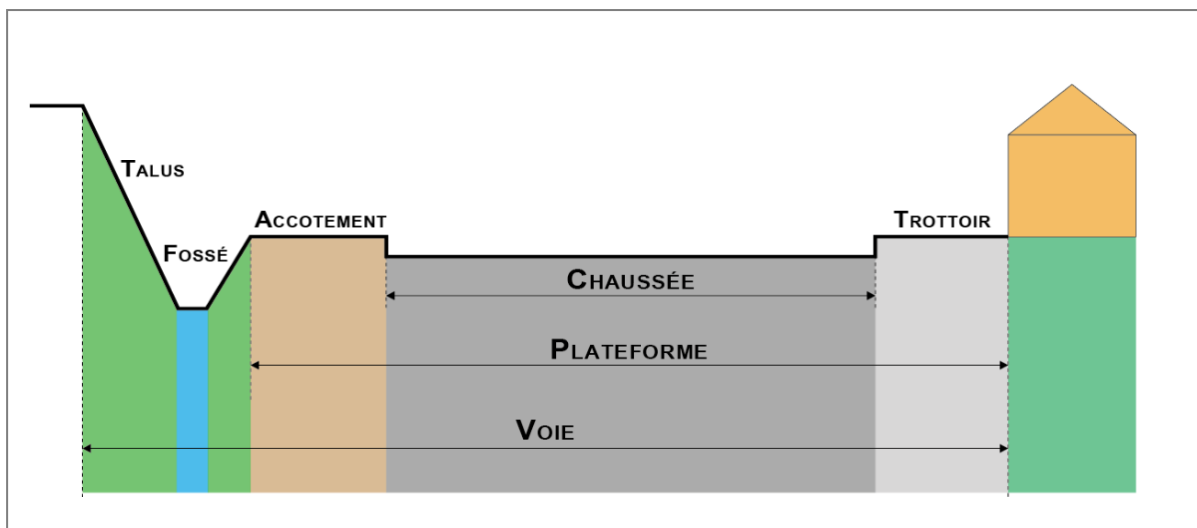 Talus
Accotement
Trottoir
Fossé
Chaussée
Plateforme
Voie